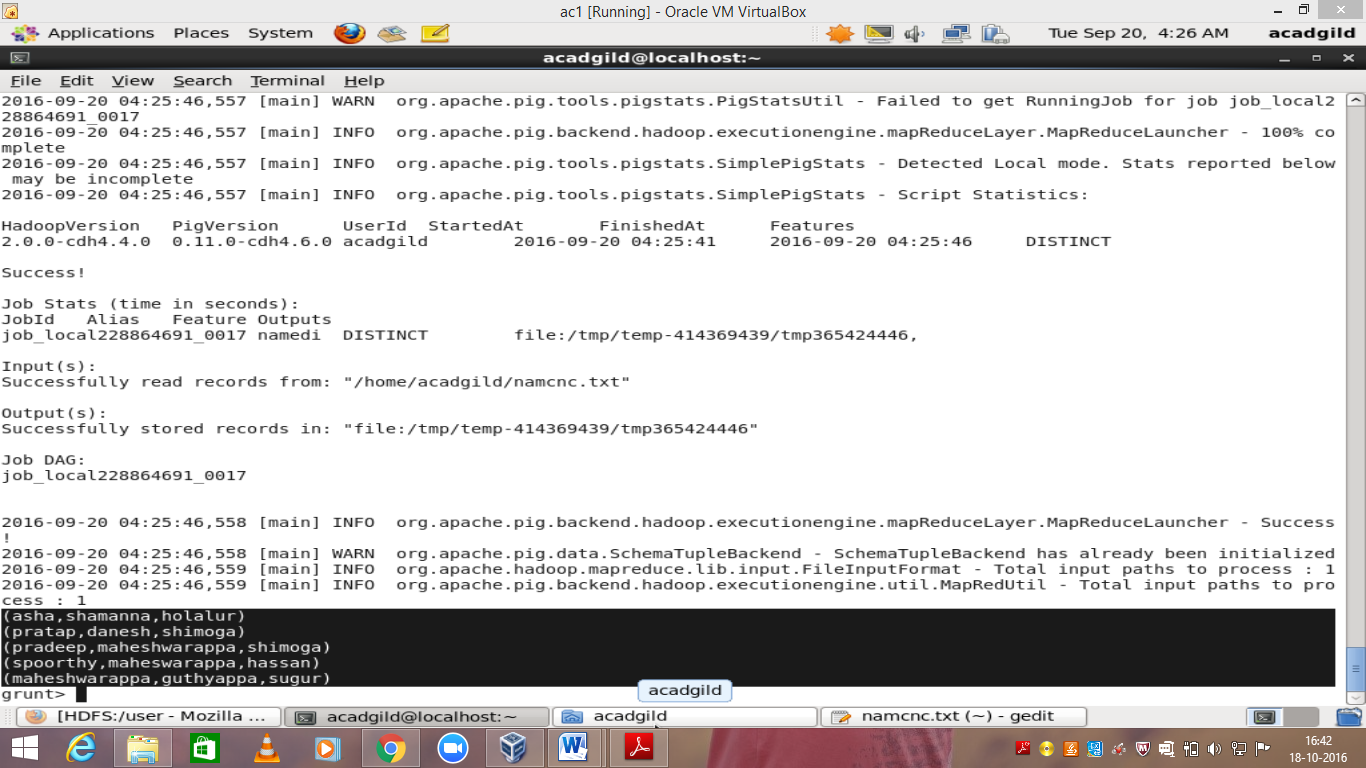 ac1 [Running] - Oracle VM VirtualBox
Applications Places System Tue Sep 20, 4:26 AM acadgild
acadgild@localhost:~
File Edit View Search Terminal Help
2016-09-20 04:25:46,557 [main] WARN  org.apache.pig.tools.pigstats.PigStatsUtil - Failed to get RunningJob for job job_local2
28864691_0017
2016-09-20 04:25:46,557 [main] INFO  org.apache.pig.backend.hadoop.executionengine.mapReduceLayer.MapReduceLauncher - 100% co
mplete
2016-09-20 04:25:46,557 [main] INFO  org.apache.pig.tools.pigstats.SimplePigStats - Detected Local mode. Stats reported below
 may be incomplete
2016-09-20 04:25:46,557 [main] INFO  org.apache.pig.tools.pigstats.SimplePigStats - Script Statistics:
HadoopVersion PigVersion UserId StartedAt FinishedAt Features
2.0.0-cdh4.4.0 0.11.0-cdh4.6.0 acadgild 2016-09-20 04:25:41 2016-09-20 04:25:46 DISTINCT
Success!
Job Stats (time in seconds):
JobId Alias Feature Outputs
job_local228864691_0017 namedi DISTINCT file:/tmp/temp-414369439/tmp365424446,
Input(s):
Successfully read records from: "/home/acadgild/namcnc.txt"
Output(s):
Successfully stored records in: "file:/tmp/temp-414369439/tmp365424446"
Job DAG:
job_local228864691_0017
2016-09-20 04:25:46,558 [main] INFO  org.apache.pig.backend.hadoop.executionengine.mapReduceLayer.MapReduceLauncher - Success
!
2016-09-20 04:25:46,558 [main] WARN  org.apache.pig.data.SchemaTupleBackend - SchemaTupleBackend has already been initialized
2016-09-20 04:25:46,559 [main] INFO  org.apache.hadoop.mapreduce.lib.input.FileInputFormat - Total input paths to process : 1
2016-09-20 04:25:46,559 [main] INFO  org.apache.pig.backend.hadoop.executionengine.util.MapRedUtil - Total input paths to pro
cess : 1
(asha,shamanna,holalur)
(pratap,danesh,shimoga)
(pradeep,maheshwarappa,shimoga)
(spoorthy,maheswarappa,hassan)
(maheshwarappa,guthyappa,sugur)
grunt>
acadgild
[HDFS:/user - Mozilla ... acadgild@localhost:~ acadgild namcnc.txt (~) - gedit
16:42
18-10-2016